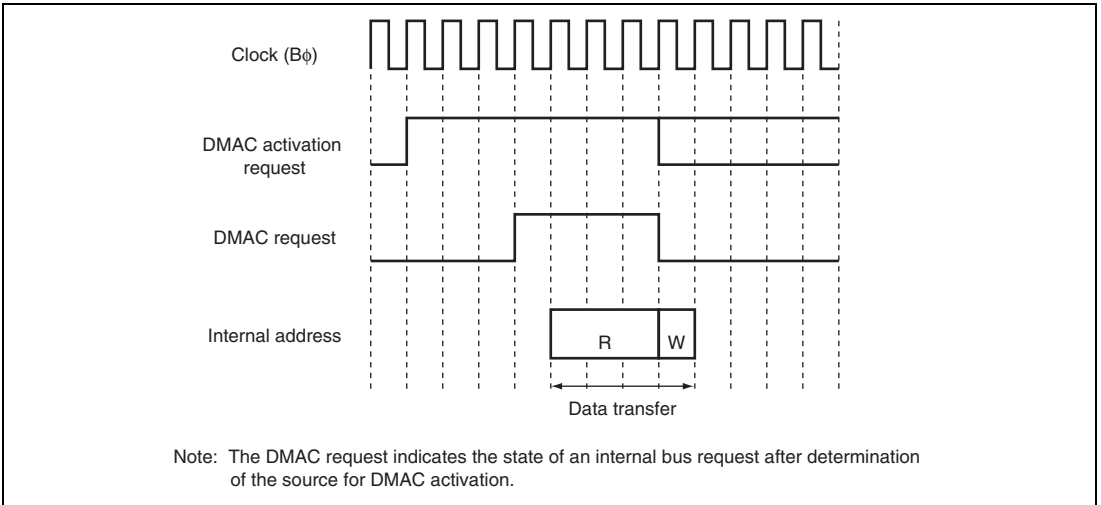 Clock (Bφ)
DMAC activation
request
DMAC request
Internal address
R
W
Data transfer
Note: The DMAC request indicates the state of an internal bus request after determination
of the source for DMAC activation.